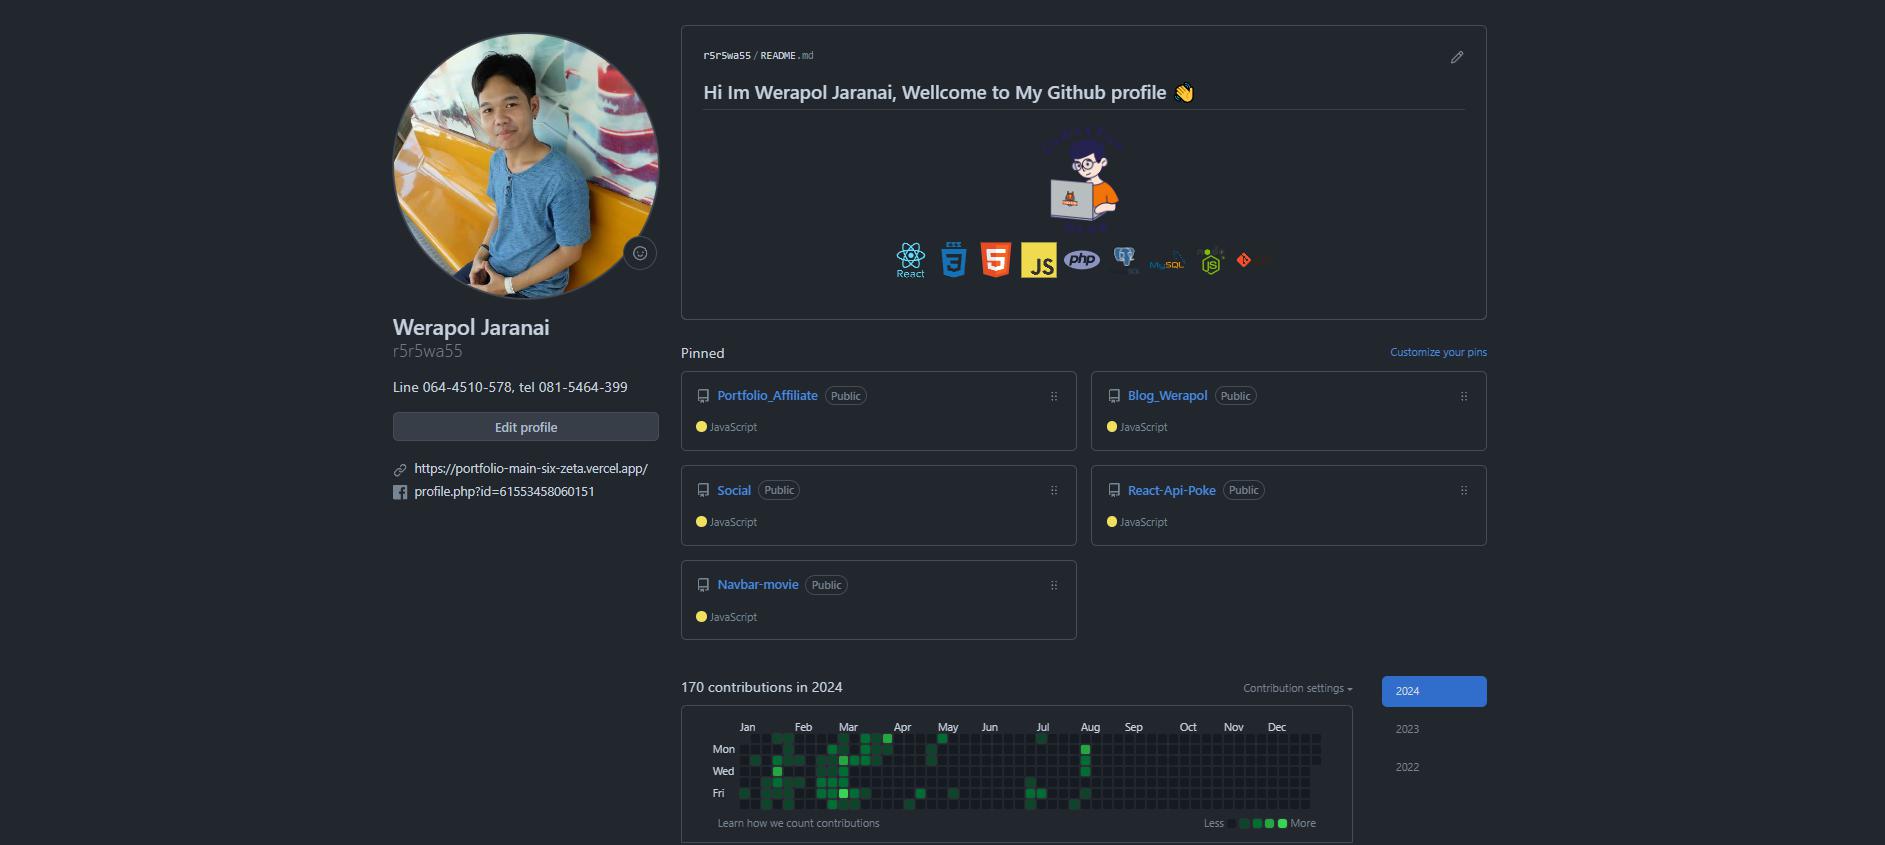 Werapol Jaranai
r5r5wa55
Line 064-4510-578, tel 081-5464-399
Edit profile
https://portfolio-main-six-zeta.vercel.app/
profile.php?id=61553458060151
r5r5wa55/README.md
Hi Im Werapol Jaranai, Wellcome to My Github profile 👋
React
CSS
3
5
JS
php
MySQL
JS
Pinned
Customize your pins
Portfolio_Affiliate Public
JavaScript
Blog_Werapol Public
JavaScript
Social Public
JavaScript
React-Api-Poke Public
JavaScript
Navbar-movie Public
JavaScript
170 contributions in 2024
Contribution settings
2024
2023
2022
Jan Feb Mar Apr May Jun Jul Aug Sep Oct Nov Dec
Mon
Wed
Fri
Learn how we count contributions
Less More